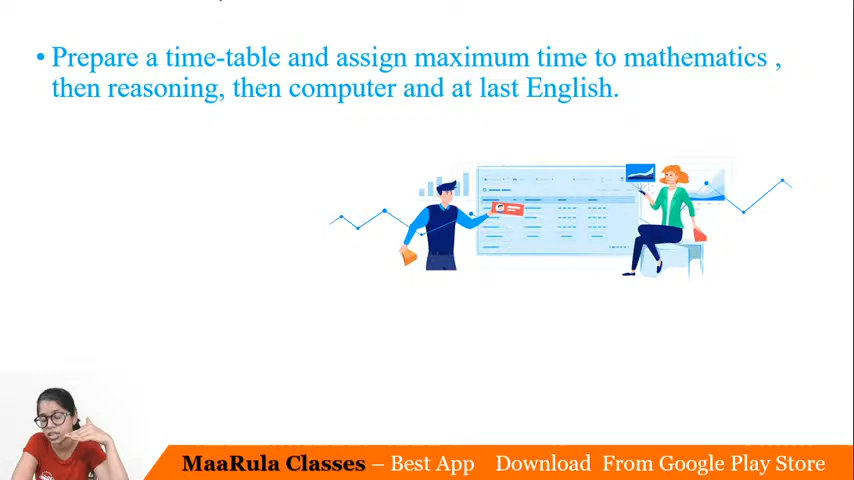 • Prepare a time-table and assign maximum time to mathematics ,
then reasoning, then computer and at last English.
MaaRula Classes – Best App Download From Google Play Store